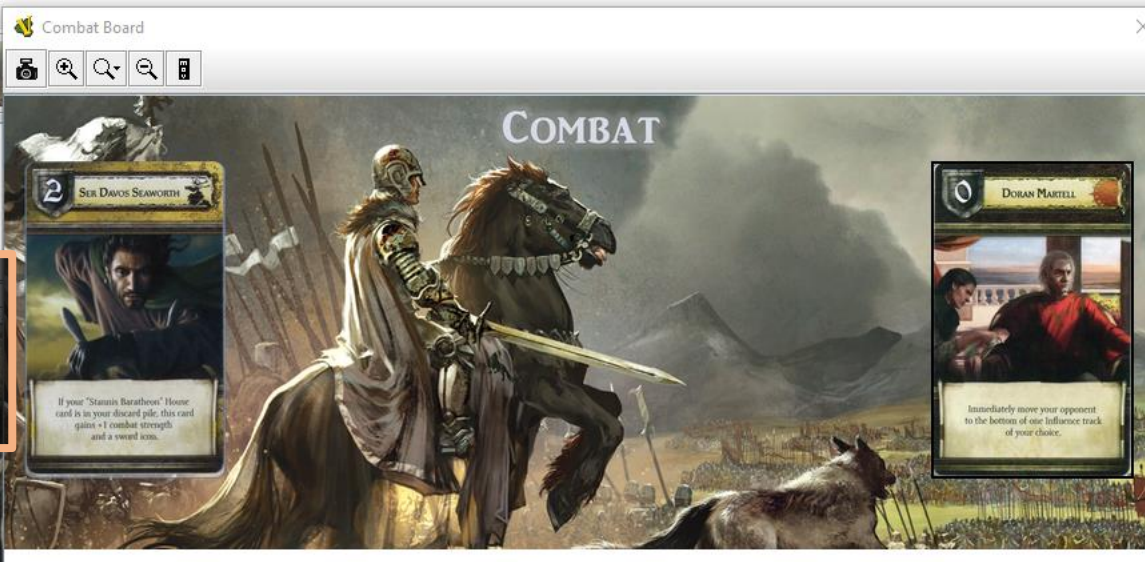 Combat Board
COMBAT
2
SER DAVOS SEAWORTH
If your "Stannis Baratheon" House
card is in your discard pile, this card
gains +1 combat strength
and a sword icon.
0
DORAN MARTELL
Immediately move your opponent
to the bottom of one Influence track
of your choice.